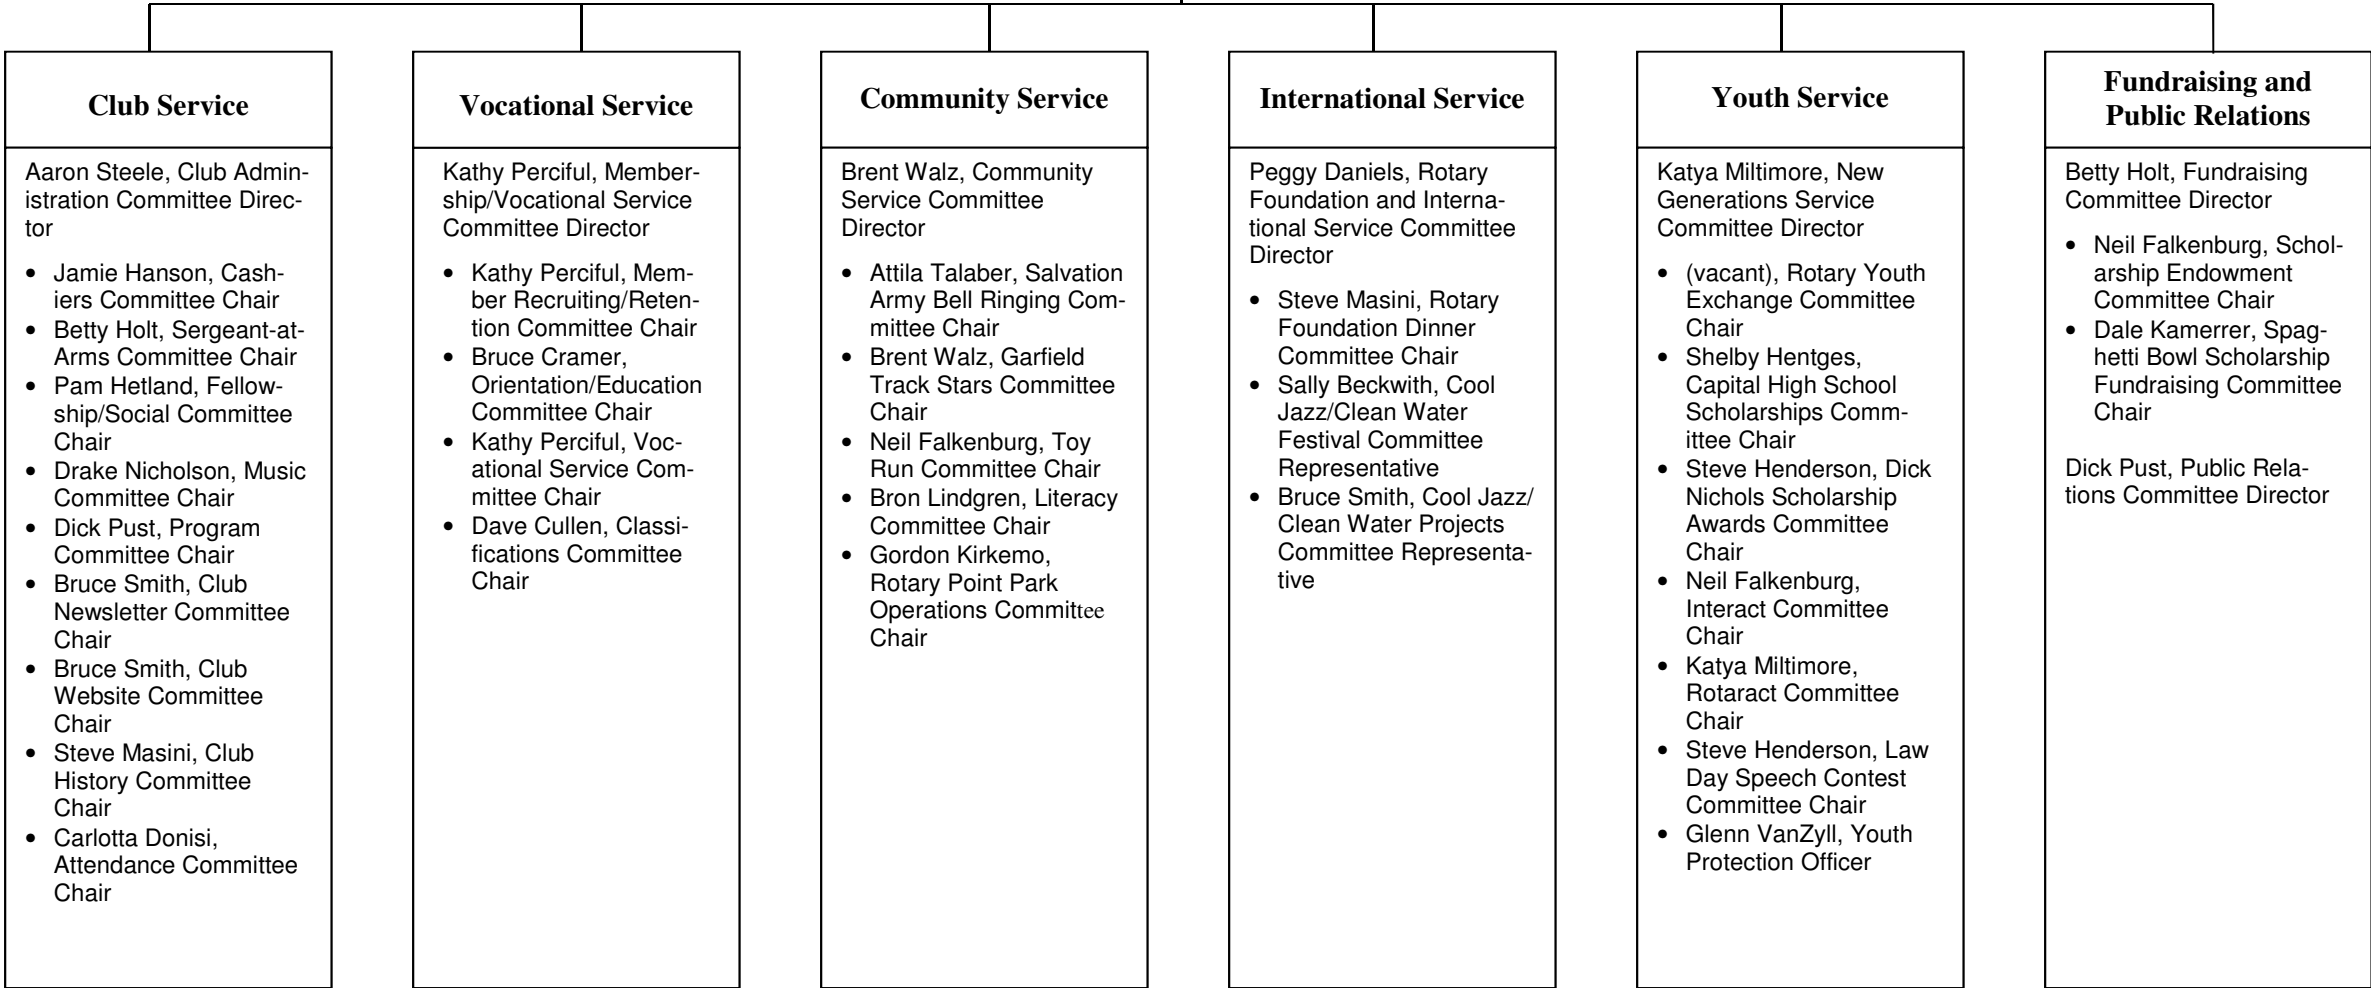 Club Service
Aaron Steele, Club Admin-
istration Committee Direc-
tor
• Jamie Hanson, Cash-
iers Committee Chair
• Betty Holt, Sergeant-at-
Arms Committee Chair
• Pam Hetland, Fellow-
ship/Social Committee
Chair
• Drake Nicholson, Music
Committee Chair
• Dick Pust, Program
Committee Chair
• Bruce Smith, Club
Newsletter Committee
Chair
• Bruce Smith, Club
Website Committee
Chair
• Steve Masini, Club
History Committee
Chair
• Carlotta Donisi,
Attendance Committee
Chair
Vocational Service
Kathy Perciful, Member-
ship/Vocational Service
Committee Director
• Kathy Perciful, Mem-
ber Recruiting/Reten-
tion Committee Chair
• Bruce Cramer,
Orientation/Education
Committee Chair
• Kathy Perciful, Voc-
ational Service Com-
mittee Chair
• Dave Cullen, Classi-
fications Committee
Chair
Community Service
Brent Walz, Community
Service Committee
Director
• Attila Talaber, Salvation
Army Bell Ringing Com-
mittee Chair
• Brent Walz, Garfield
Track Stars Committee
Chair
• Neil Falkenburg, Toy
Run Committee Chair
• Bron Lindgren, Literacy
Committee Chair
• Gordon Kirkemo,
Rotary Point Park
Operations Committee
Chair
International Service
Peggy Daniels, Rotary
Foundation and Interna-
tional Service Committee
Director
• Steve Masini, Rotary
Foundation Dinner
Committee Chair
• Sally Beckwith, Cool
Jazz/Clean Water
Festival Committee
Representative
• Bruce Smith, Cool Jazz/
Clean Water Projects
Committee Representa-
tive
Youth Service
Katya Miltimore, New
Generations Service
Committee Director
• (vacant), Rotary Youth
Exchange Committee
Chair
• Shelby Hentges,
Capital High School
Scholarships Comm-
ittee Chair
• Steve Henderson, Dick
Nichols Scholarship
Awards Committee
Chair
• Neil Falkenburg,
Interact Committee
Chair
• Katya Miltimore,
Rotaract Committee
Chair
• Steve Henderson, Law
Day Speech Contest
Committee Chair
• Glenn VanZyll, Youth
Protection Officer
Fundraising and
Public Relations
Betty Holt, Fundraising
Committee Director
• Neil Falkenburg, Schol-
arship Endowment
Committee Chair
• Dale Kamerrer, Spag-
hetti Bowl Scholarship
Fundraising Committee
Chair
Dick Pust, Public Rela-
tions Committee Director